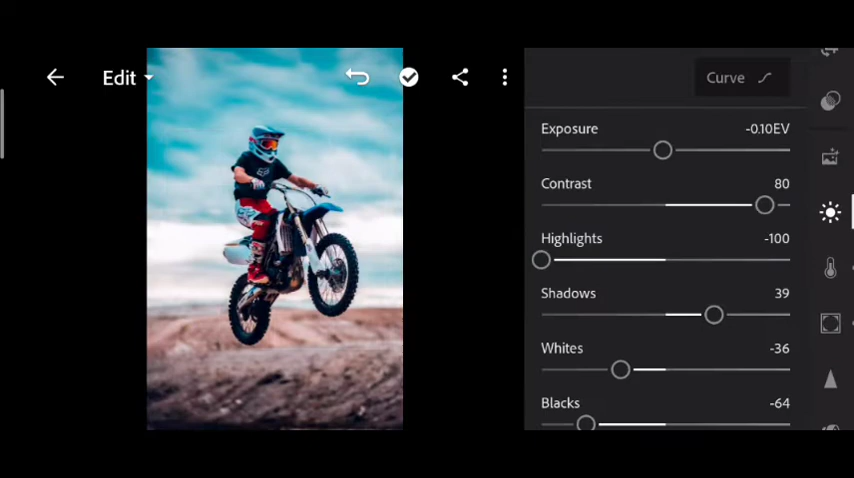 Edit
Curve
Exposure -0.10EV
Contrast 80
Highlights -100
Shadows 39
Whites -36
Blacks -64